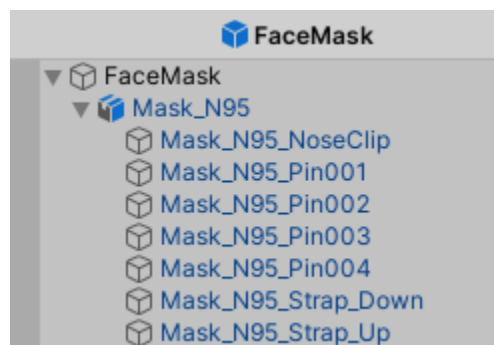 FaceMask
FaceMask
Mask_N95
Mask_N95_NoseClip
Mask_N95_Pin001
Mask_N95_Pin002
Mask_N95_Pin003
Mask_N95_Pin004
Mask_N95_Strap_Down
Mask_N95_Strap_Up